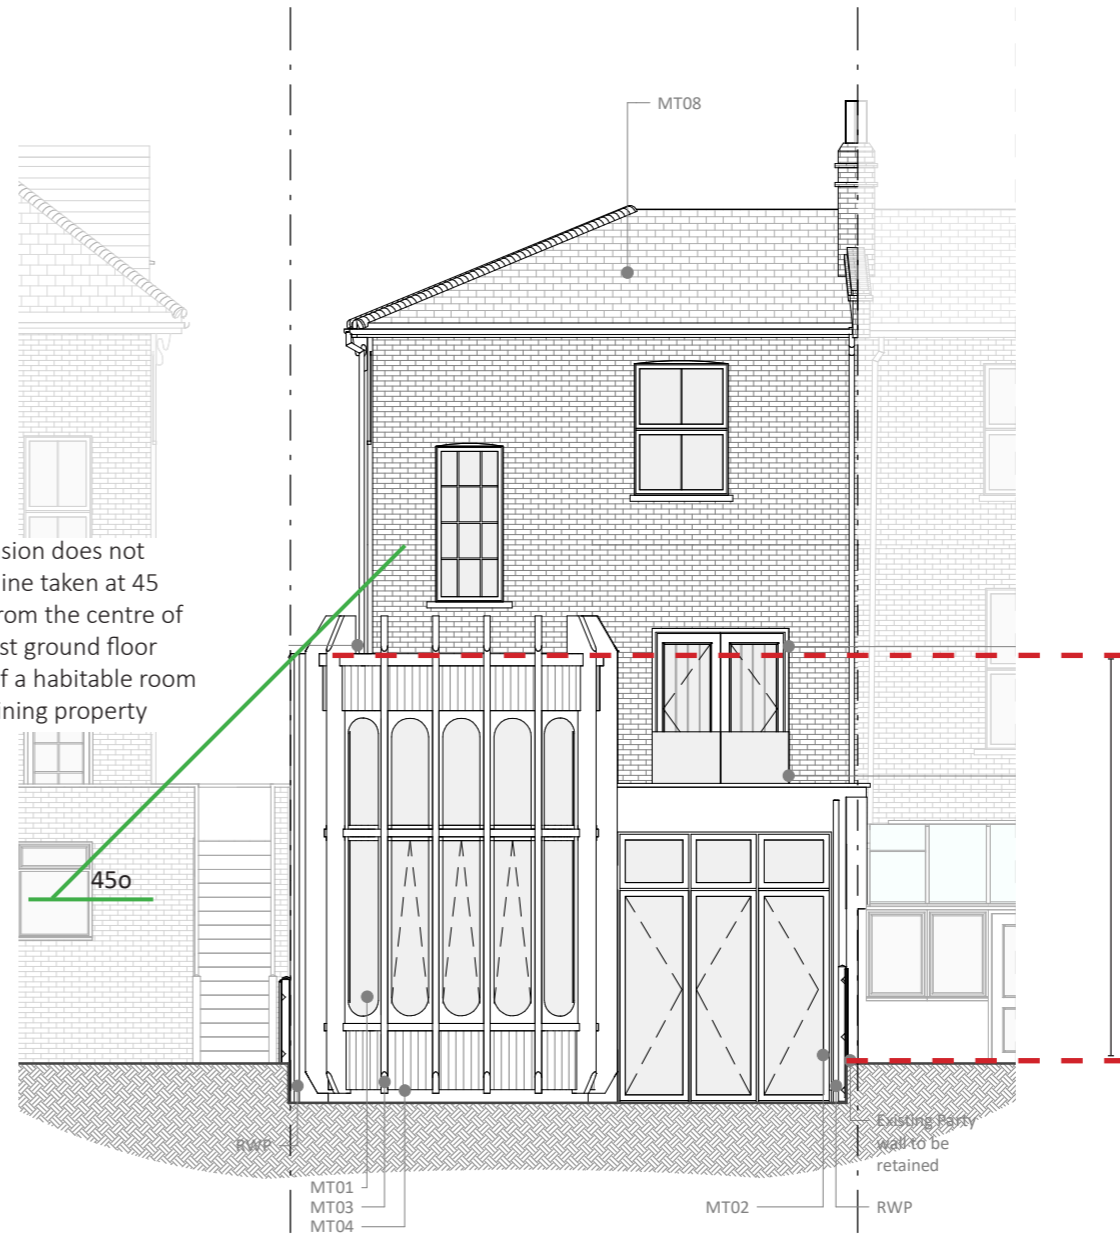 MT08
sion does not
ine taken at 45
rom the centre of
st ground floor
f a habitable room
ining property
45o
RWP
MT01
MT03
MT04
MT02
Existing Party
wall to be
retained
RWP